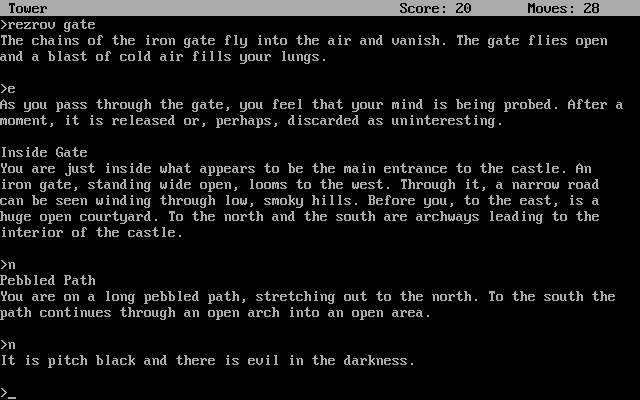 Tower Score: 20 Moves: 28
>rezrov gate
The chains of the iron gate fly into the air and vanish. The gate flies open
and a blast of cold air fills your lungs.
>e
As you pass through the gate, you feel that your mind is being probed. After a
moment, it is released or, perhaps, discarded as uninteresting.
Inside Gate
You are just inside what appears to be the main entrance to the castle. An
iron gate, standing wide open, looms to the west. Through it, a narrow road
can be seen winding through low, smoky hills. Before you, to the east, is a
huge open courtyard. To the north and the south are archways leading to the
interior of the castle.
>n
Pebbled Path
You are on a long pebbled path, stretching out to the north. To the south the
path continues through an open arch into an open area.
>n
It is pitch black and there is evil in the darkness.
>_